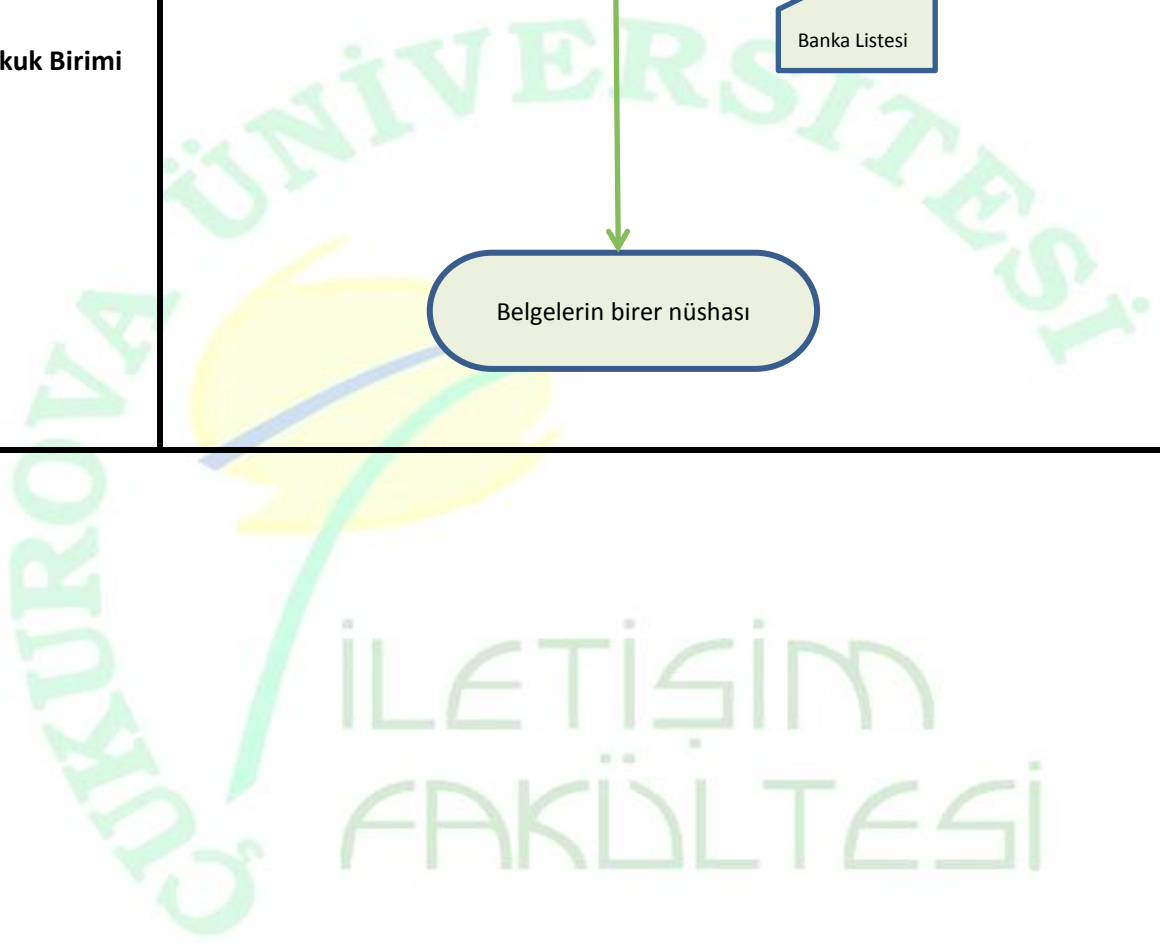 Banka Listesi
kuk Birimi
Belgelerin birer nüshası
ÇUKUROVA ÜNİVERSİTESİ
İLETİŞİM
FAKÜLTESİ